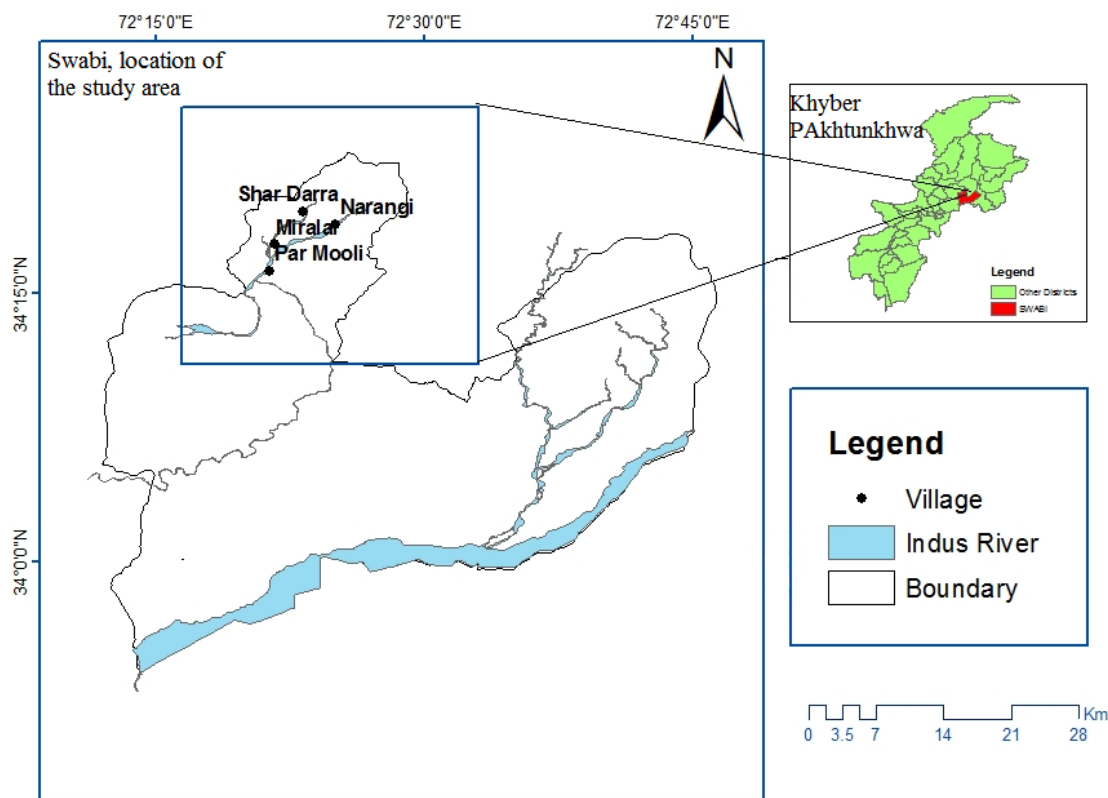 72°15'0"E
72°30'0"E
72°45'0"E
Swabi, location of
the study area
N
Khyber
PAkhtunkhwa
Shar Darra
Narangi
Miralai
Par Mooli
34°15'0"N
34°0'0"N
Legend
Other Districts
SWABI
Legend
Village
Indus River
Boundary
Km
0 3.5 7 14 21 28